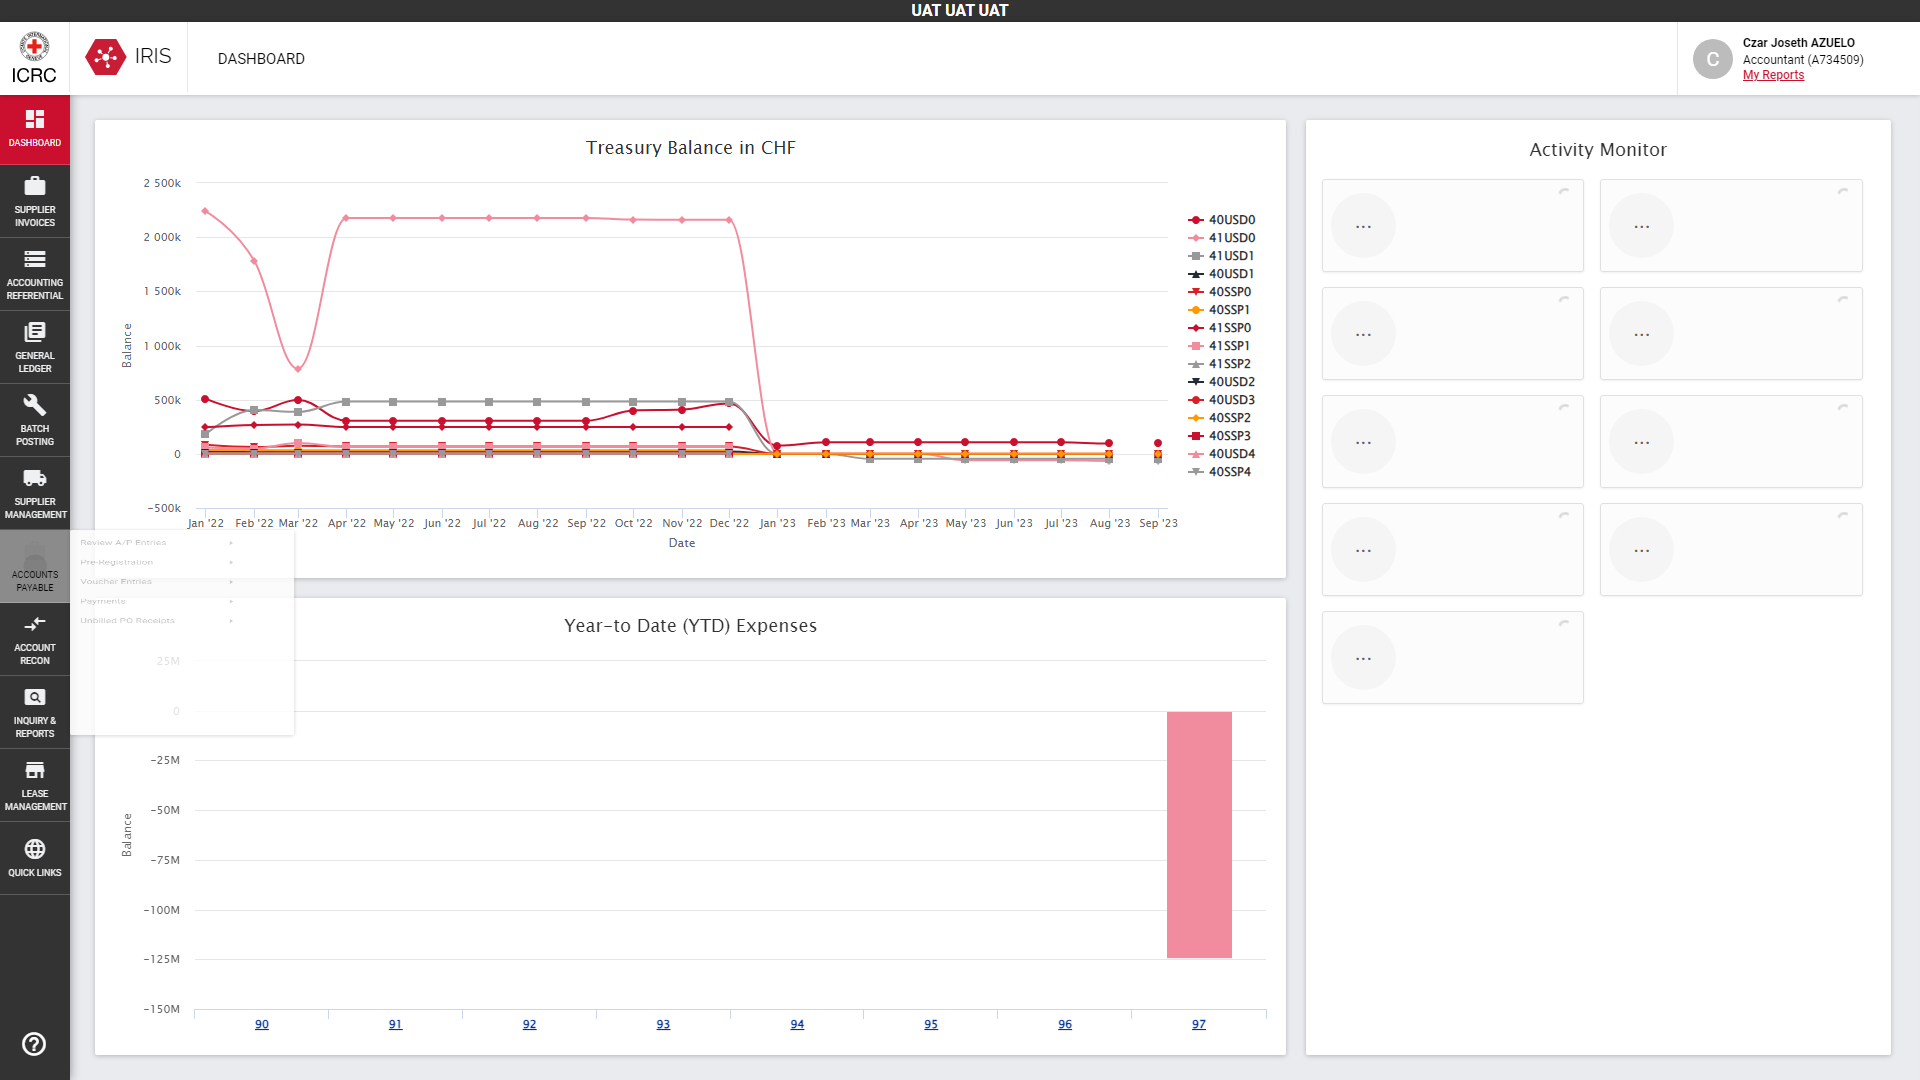 UAT UAT UAT
ICRC
IRIS
DASHBOARD
C
Czar Joseth AZUELO
Accountant (A734509)
My Reports
DASHBOARD
SUPPLIER
INVOICES
ACCOUNTING
REFERENTIAL
GENERAL
LEDGER
BATCH
POSTING
SUPPLIER
MANAGEMENT
ACCOUNTS
PAYABLE
ACCOUNT
RECON
INQUIRY &
REPORTS
LEASE
MANAGEMENT
QUICK LINKS
Review A/P Entries
Pre-Registration
Voucher Entries
Payments
Unbilled PO Receipts
Treasury Balance in CHF
2 500k
2 000k
1 500k
1 000k
500k
0
-500k
Balance
Jan '22 Feb '22 Mar '22 Apr '22 May '22 Jun '22 Jul '22 Aug '22 Sep '22 Oct '22 Nov '22 Dec '22 Jan '23 Feb '23 Mar '23 Apr '23 May '23 Jun '23 Jul '23 Aug '23 Sep '23
Date
40USD0
41USD0
41USD1
40USD1
40SSP0
40SSP1
41SSP0
41SSP1
41SSP2
40USD2
40USD3
40SSP2
40SSP3
40USD4
40SSP4
Year-to Date (YTD) Expenses
25M
0
-25M
-50M
-75M
-100M
-125M
-150M
Balance
90 91 92 93 94 95 96 97
Activity Monitor
... ...
... ...
... ...
... ...
...